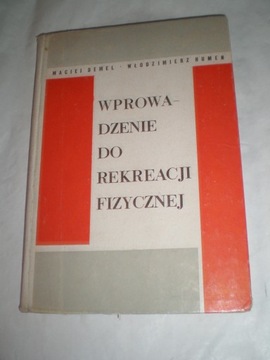 MACIEJ DEMEL - WŁODZIMIERZ HUMEN
WPROWA-
DZENIE
DO
REKREACJI
FIZYCZNEJ